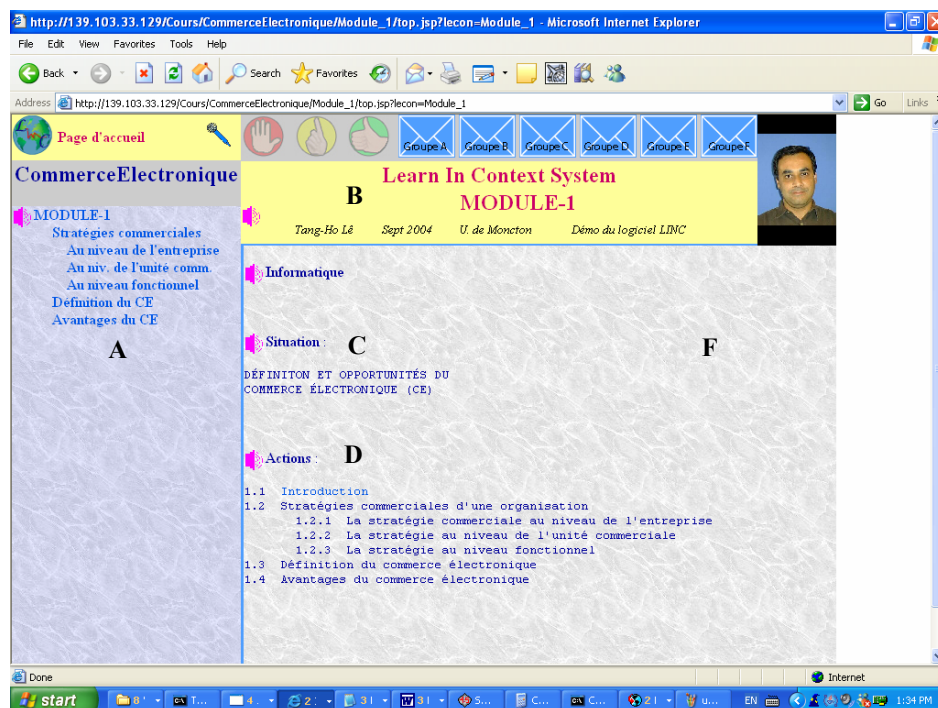 http://139.103.33.129/Cours/CommerceElectronique/Module_1/top.jsp?lecon=Module_1 - Microsoft Internet Explorer
File Edit View Favorites Tools Help
Back Search Favorites
Address http://139.103.33.129/Cours/CommerceElectronique/Module_1/top.jsp?lecon=Module_1 Go Links
Page d'accueil
Groupe A Groupe B Groupe C Groupe D Groupe E Groupe F
CommerceElectronique
MODULE-1
Stratégies commerciales
Au niveau de l'entreprise
Au niv. de l'unité comm.
Au niveau fonctionnel
Définition du CE
Avantages du CE
A
Learn In Context System
B
MODULE-1
Tang-Ho Lê Sept 2004 U. de Moncton Démo du logiciel LINC
Informatique
Situation : C F
DÉFINITON ET OPPORTUNITÉS DU
COMMERCE ÉLECTRONIQUE (CE)
Actions : D
1.1 Introduction
1.2 Stratégies commerciales d'une organisation
1.2.1 La stratégie commerciale au niveau de l'entreprise
1.2.2 La stratégie au niveau de l'unité commerciale
1.2.3 La stratégie au niveau fonctionnel
1.3 Définition du commerce électronique
1.4 Avantages du commerce électronique
Done Internet
start 8 T... 4 2 3 3 S... C... C... 2 u... EN 1:34 PM